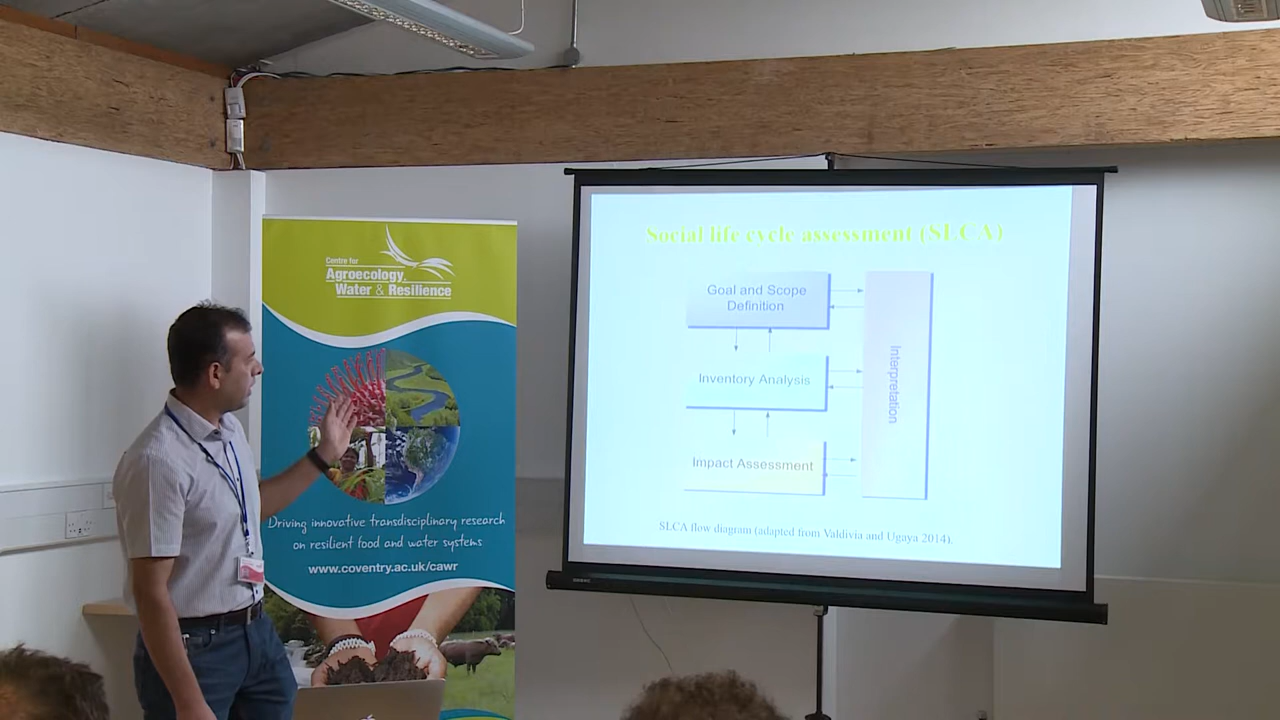 Centre for
Agroecology,
Water & Resilience
Driving innovative transdisciplinary research
on resilient food and water systems
www.coventry.ac.uk/cawr
Social life cycle assessment (SLCA)
Goal and Scope
Definition
Inventory Analysis
Impact Assessment
Interpretation
SLCA flow diagram (adapted from Valdivia and Ugaya 2014).